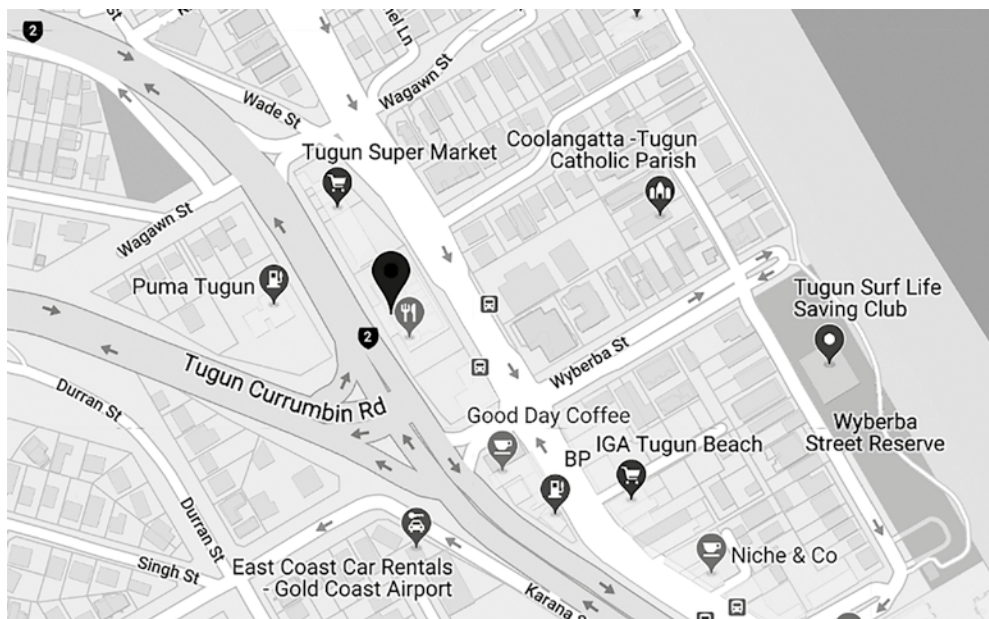 2
Wade St
Wagawn St
Tugun Super Market
Coolangatta -Tugun
Catholic Parish
Wagawn St
Puma Tugun
Tugun Surf Life
Saving Club
2
Wyberba St
Tugun Currumbin Rd
Durran St
Good Day Coffee
Wyberba
Street Reserve
BP
IGA Tugun Beach
Durran St
Niche & Co
East Coast Car Rentals
- Gold Coast Airport
Singh St
Karana S